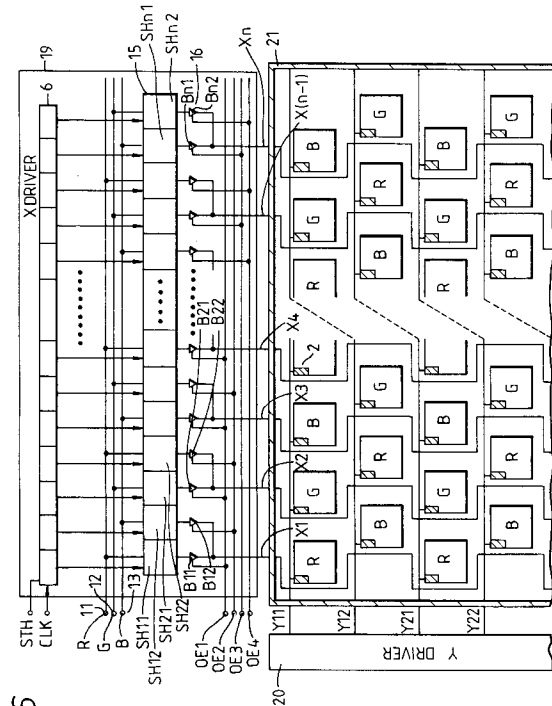 6
X DRIVER
19
6
STH
CLK
R 11
G 12
B 13
15
SHn1
SHn2
SH11
SH12
SH21
SH22
B11
B12
B21
B22
Bn1
16
Bn2
OE1
OE2
OE3
OE4
X1
X2
X3
X4
X(n-1)
Xn
21
20
Y DRIVER
Y11
Y12
Y21
Y22
2
R G B R G B
B R G B R G
R G B R G B
B R G B R G